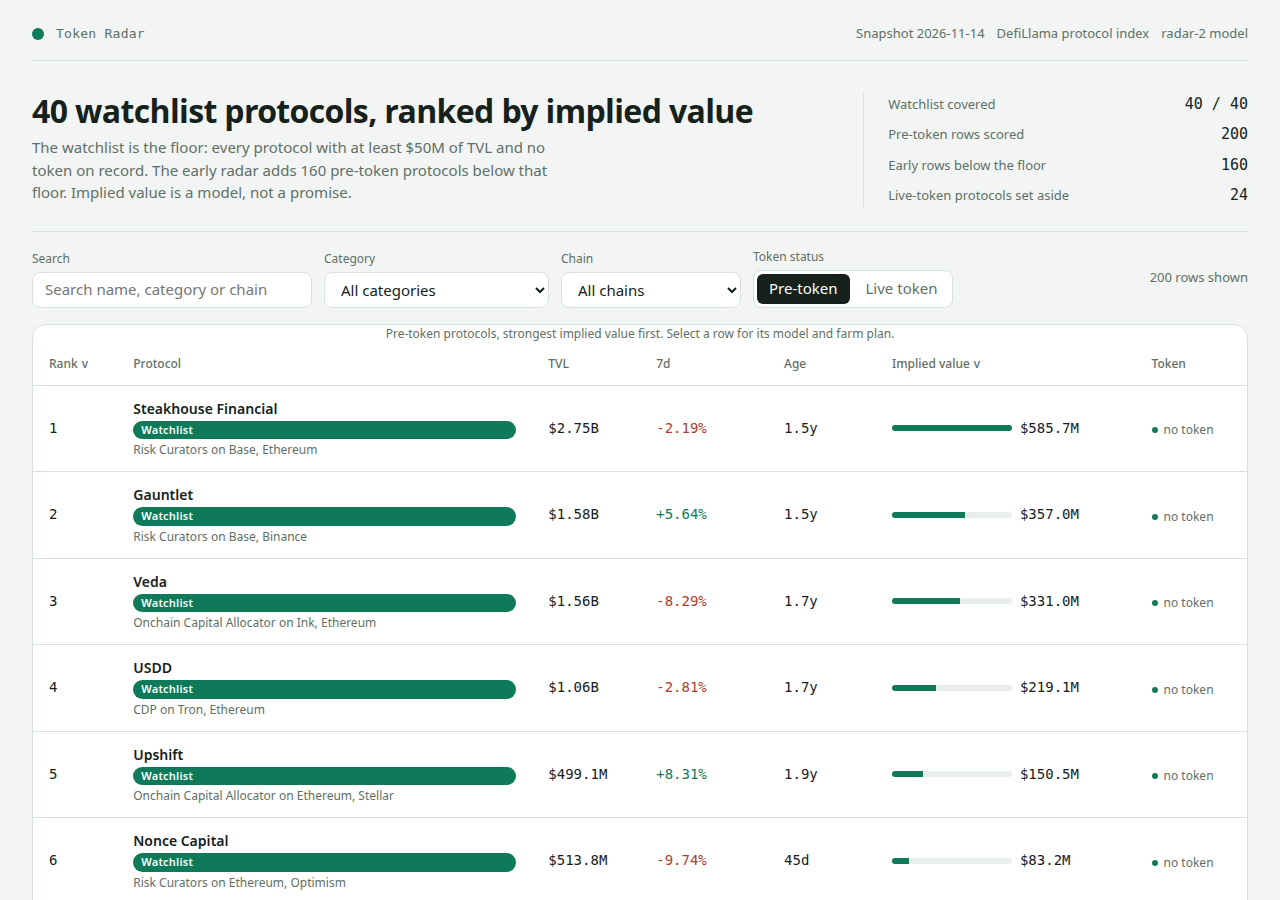 Token Radar
Snapshot 2026-11-14 DefiLlama protocol index radar-2 model
40 watchlist protocols, ranked by implied value
The watchlist is the floor: every protocol with at least $50M of TVL and no
token on record. The early radar adds 160 pre-token protocols below that
floor. Implied value is a model, not a promise.
Watchlist covered 40 / 40
Pre-token rows scored 200
Early rows below the floor 160
Live-token protocols set aside 24
Search Category Chain Token status
Search name, category or chain All categories All chains Pre-token Live token 200 rows shown
Pre-token protocols, strongest implied value first. Select a row for its model and farm plan.
Rank v Protocol TVL 7d Age Implied value v Token
Steakhouse Financial
1 Watchlist $2.75B -2.19% 1.5y $585.7M no token
Risk Curators on Base, Ethereum
Gauntlet
2 Watchlist $1.58B +5.64% 1.5y $357.0M no token
Risk Curators on Base, Binance
Veda
3 Watchlist $1.56B -8.29% 1.7y $331.0M no token
Onchain Capital Allocator on Ink, Ethereum
USDD
4 Watchlist $1.06B -2.81% 1.7y $219.1M no token
CDP on Tron, Ethereum
Upshift
5 Watchlist $499.1M +8.31% 1.9y $150.5M no token
Onchain Capital Allocator on Ethereum, Stellar
Nonce Capital
6 Watchlist $513.8M -9.74% 45d $83.2M no token
Risk Curators on Ethereum, Optimism